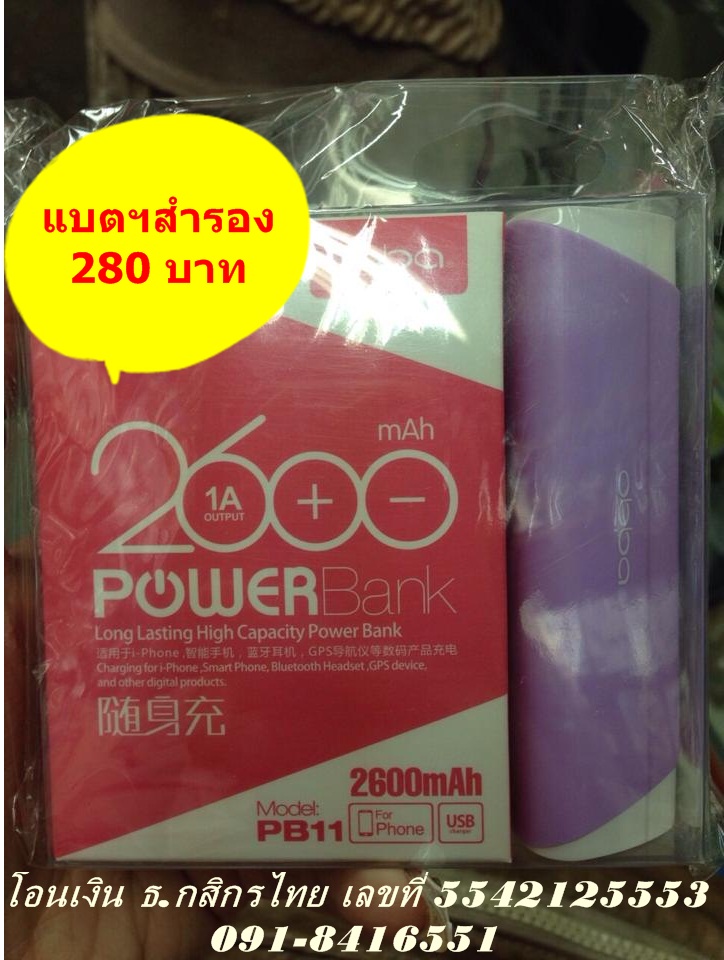 แบตฯสำรอง
280 บาท
mAh
2600
1A
OUTPUT
POWERBank
Long Lasting High Capacity Power Bank
适用于i-Phone,智能手机，蓝牙耳机，GPS导航仪等数码产品充电
Charging for i-Phone ,Smart Phone, Bluetooth Headset ,GPS device,
and other digital products.
随身充
2600mAh
Model:
PB11
For
Phone
USB
charger
โอนเงิน ธ.กสิกรไทย เลขที่ 5542125553
091-8416551